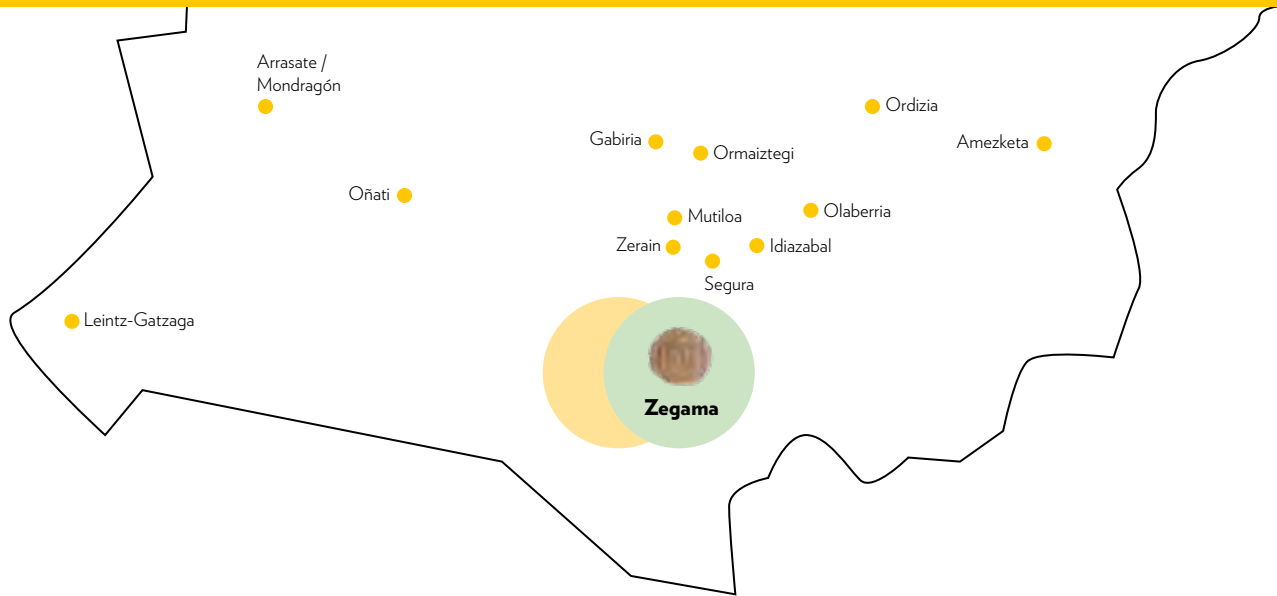 Arrasate /
Mondragón
Ordizia
Gabiria
Ormaiztegi
Amezketa
Oñati
Mutiloa
Olaberria
Zerain
Idiazabal
Segura
Leintz-Gatzaga
Zegama